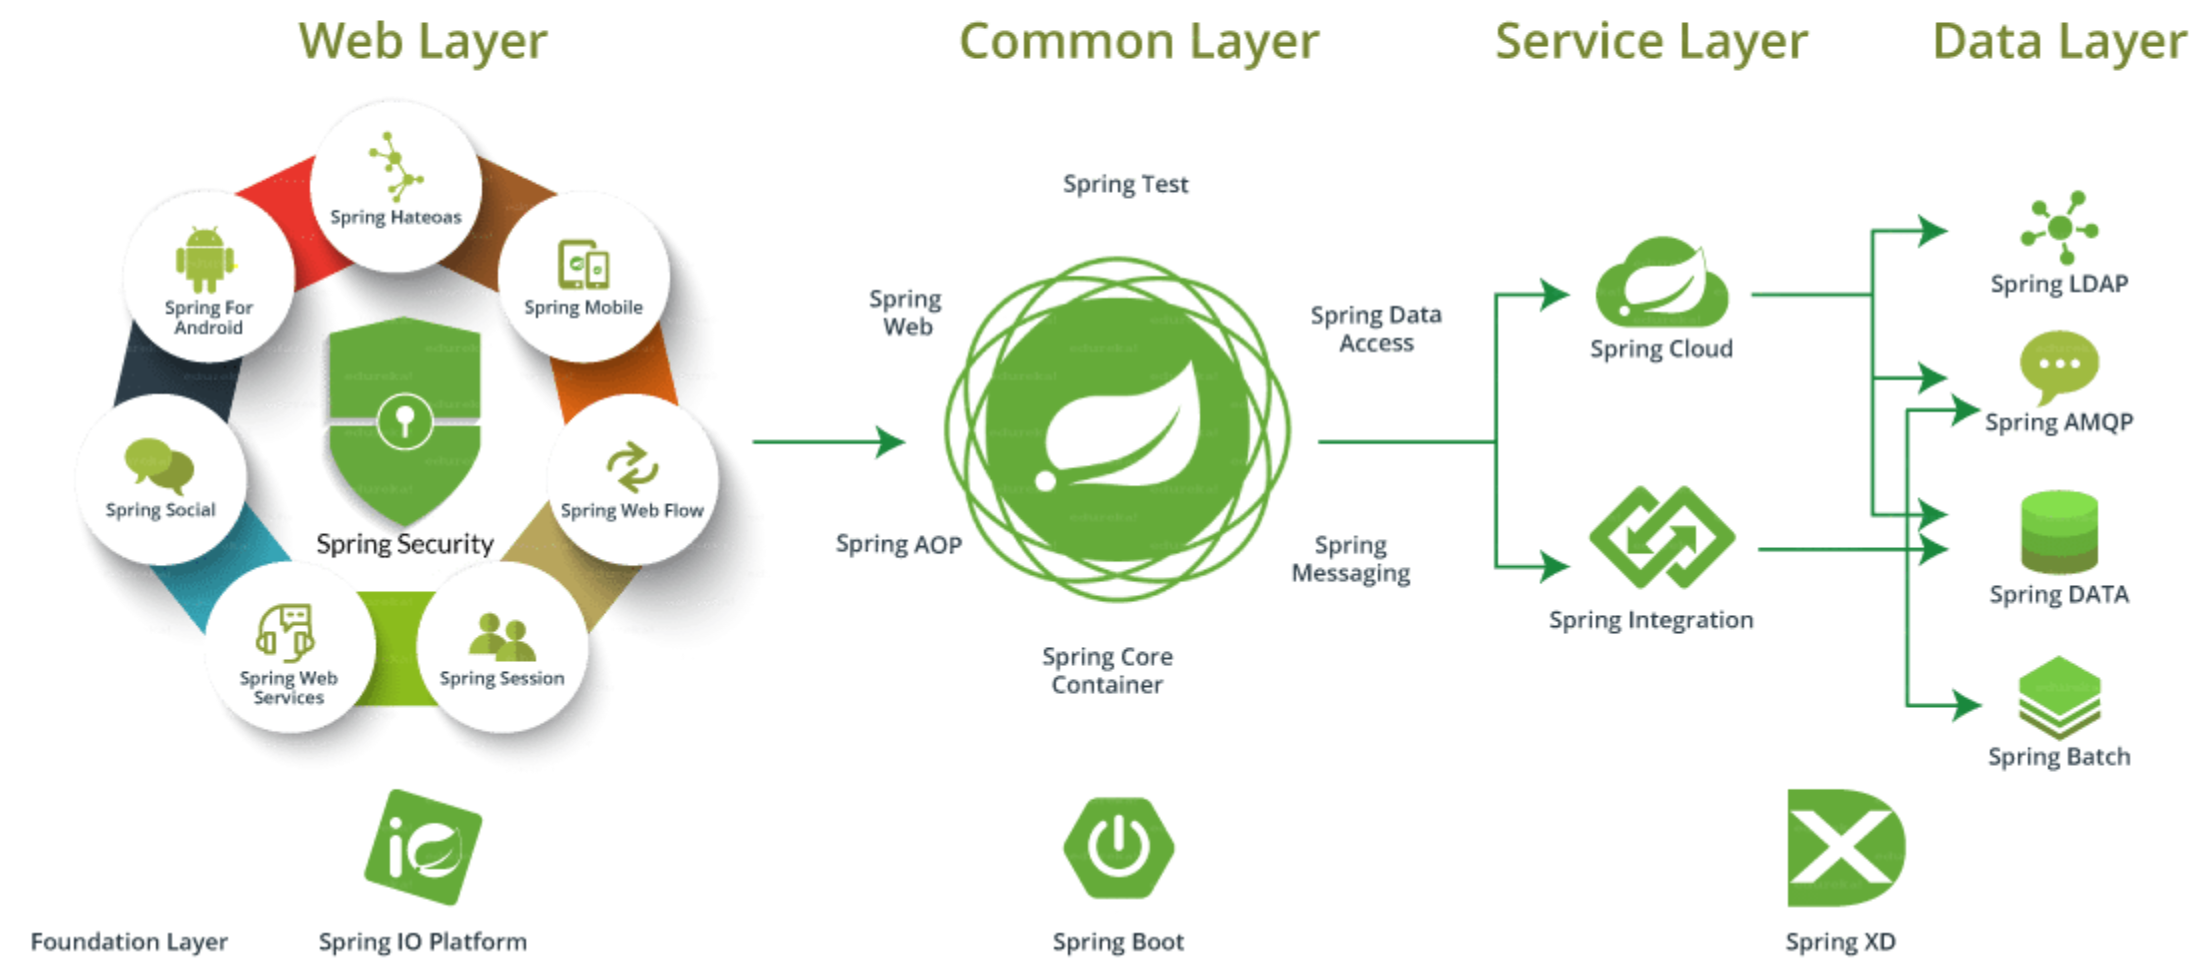 Web Layer
Common Layer
Service Layer
Data Layer
Spring Hateoas
Spring For
Android
Spring Mobile
Spring Social
Spring Web Flow
Spring Security
Spring Web
Services
Spring Session
Spring Test
Spring
Web
Spring Data
Access
Spring AOP
Spring
Messaging
Spring Core
Container
Spring Cloud
Spring Integration
Spring LDAP
Spring AMQP
Spring DATA
Spring Batch
Foundation Layer
Spring IO Platform
Spring Boot
Spring XD